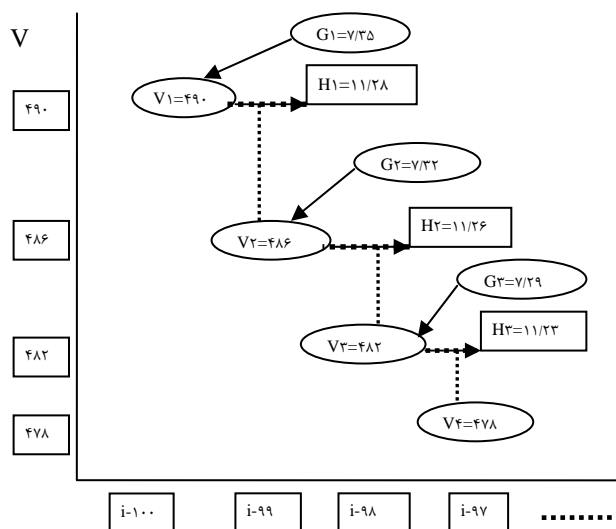 V
G۱=۷/۳۵
V۱=۴۹۰
H۱=۱۱/۲۸
۴۹۰
G۲=۷/۳۲
V۲=۴۸۶
H۲=۱۱/۲۶
۴۸۶
G۳=۷/۲۹
V۳=۴۸۲
H۳=۱۱/۲۳
۴۸۲
V۴=۴۷۸
۴۷۸
i-۱۰۰ i-۹۹ i-۹۸ i-۹۷